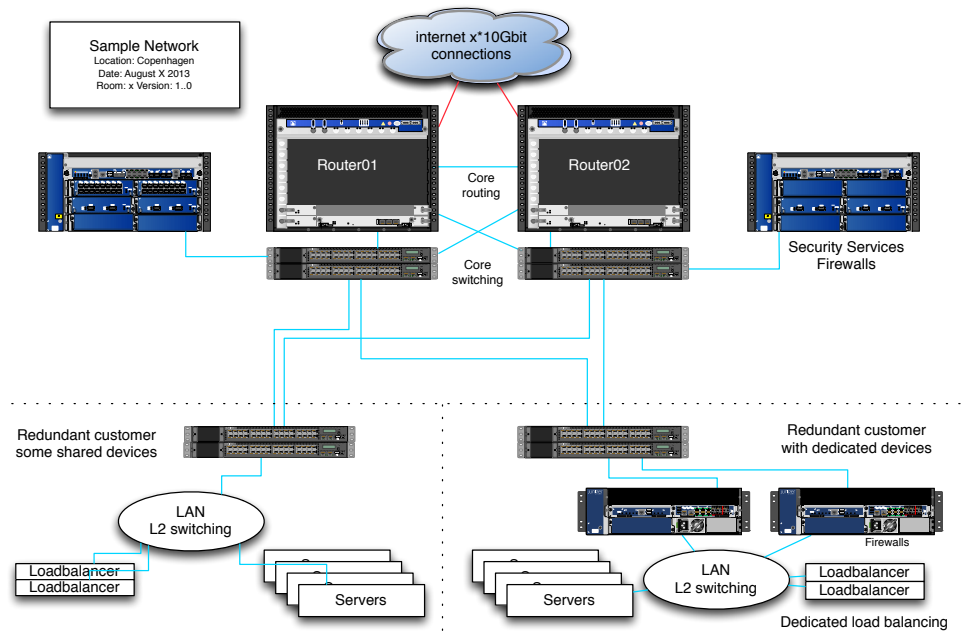 Sample Network
Location: Copenhagen
Date: August X 2013
Room: x Version: 1..0
internet x*10Gbit
connections
Router01
Router02
Core
routing
Core
switching
Security Services
Firewalls
Redundant customer
some shared devices
Redundant customer
with dedicated devices
LAN
L2 switching
Loadbalancer
Loadbalancer
Servers
Firewalls
LAN
L2 switching
Servers
Loadbalancer
Loadbalancer
Dedicated load balancing